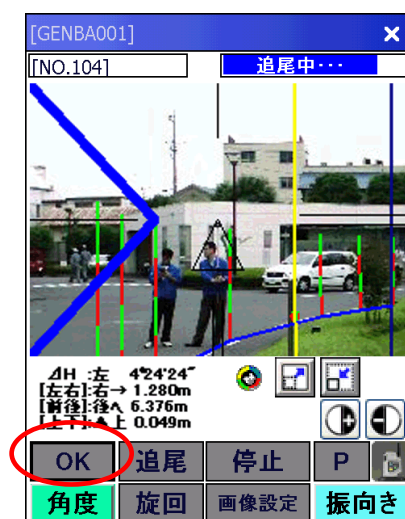 [GENBA001]
[NO.104] 追尾中･･･
⊿H :左 4°24'24"
[左右]:右→ 1.280m
[前後]:後へ 6.376m
[上下]:へ上 0.049m
OK 追尾 停止 P
角度 旋回 画像設定 振向き